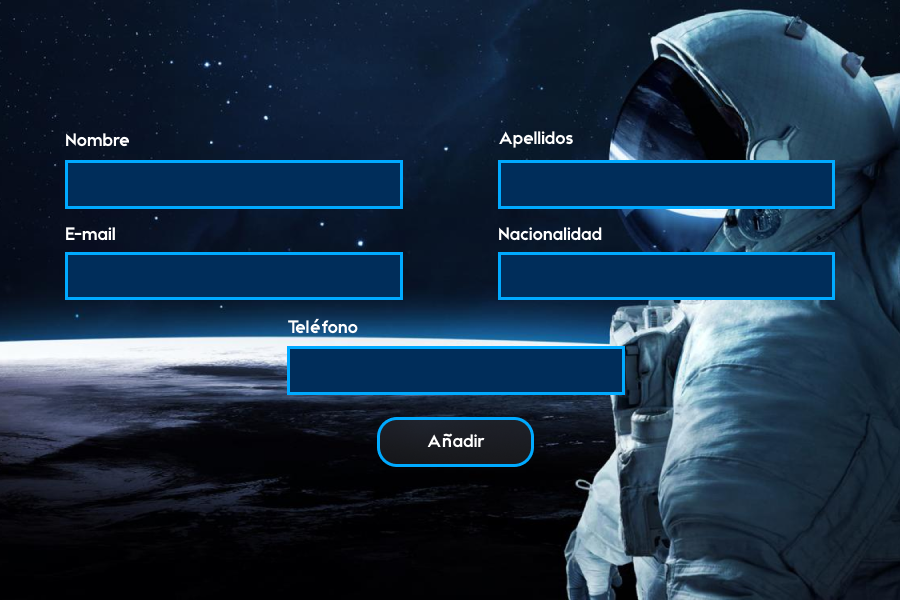 Nombre
Apellidos
E-mail
Nacionalidad
Teléfono
Añadir